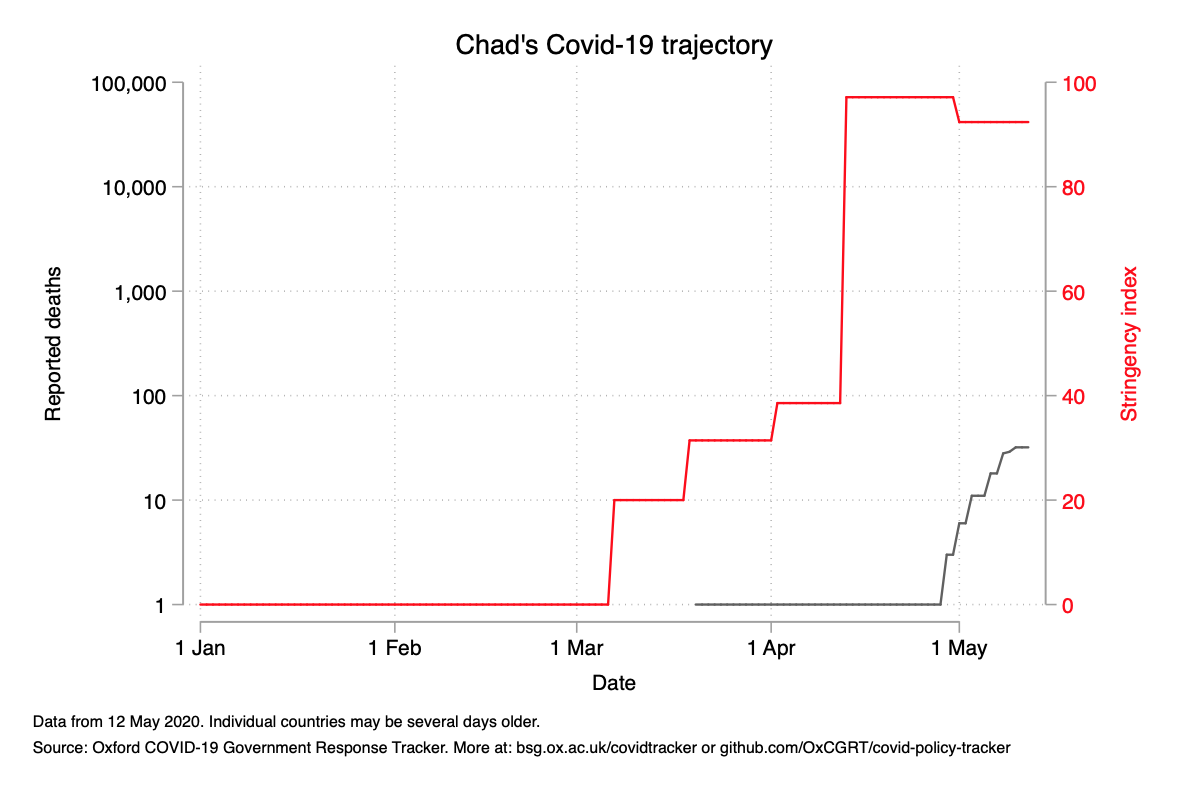 Chad's Covid-19 trajectory
100,000
10,000
1,000
100
10
1
Reported deaths
100
80
60
40
20
0
Stringency index
1 Jan
1 Feb
1 Mar
1 Apr
1 May
Date
Data from 12 May 2020. Individual countries may be several days older.
Source: Oxford COVID-19 Government Response Tracker. More at: bsg.ox.ac.uk/covidtracker or github.com/OxCGRT/covid-policy-tracker